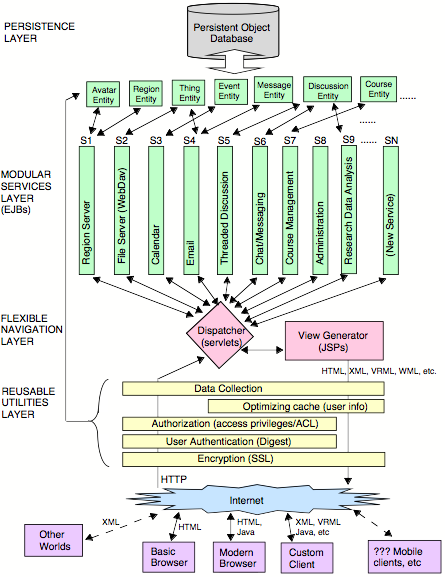 PERSISTENCE
LAYER
Persistent Object
Database
Avatar
Entity
Region
Entity
Thing
Entity
Event
Entity
Message
Entity
Discussion
Entity
Course
Entity
......
......
S1
S2
S3
S4
S5
S6
S7
S8
S9
......
SN
MODULAR
SERVICES
LAYER
(EJBs)
Region Server
File Server (WebDav)
Calendar
Email
Threaded Discussion
Chat/Messaging
Course Management
Administration
Research Data Analysis
(New Service)
FLEXIBLE
NAVIGATION
LAYER
Dispatcher
(servlets)
View Generator
(JSPs)
HTML, XML, VRML, WML, etc.
REUSABLE
UTILITIES
LAYER
Data Collection
Optimizing cache (user info)
Authorization (access privileges/ACL)
User Authentication (Digest)
Encryption (SSL)
HTTP
Internet
XML
HTML
HTML,
Java
XML, VRML
Java, etc
Other
Worlds
Basic
Browser
Modern
Browser
Custom
Client
??? Mobile
clients, etc